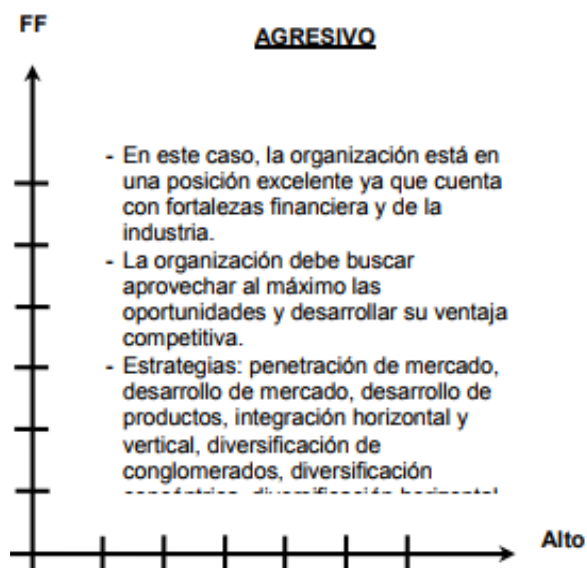 FF
AGRESIVO
- En este caso, la organización está en
una posición excelente ya que cuenta
con fortalezas financiera y de la
industria.
- La organización debe buscar
aprovechar al máximo las
oportunidades y desarrollar su ventaja
competitiva.
- Estrategias: penetración de mercado,
desarrollo de mercado, desarrollo de
productos, integración horizontal y
vertical, diversificación de
conglomerados, diversificación
Alto